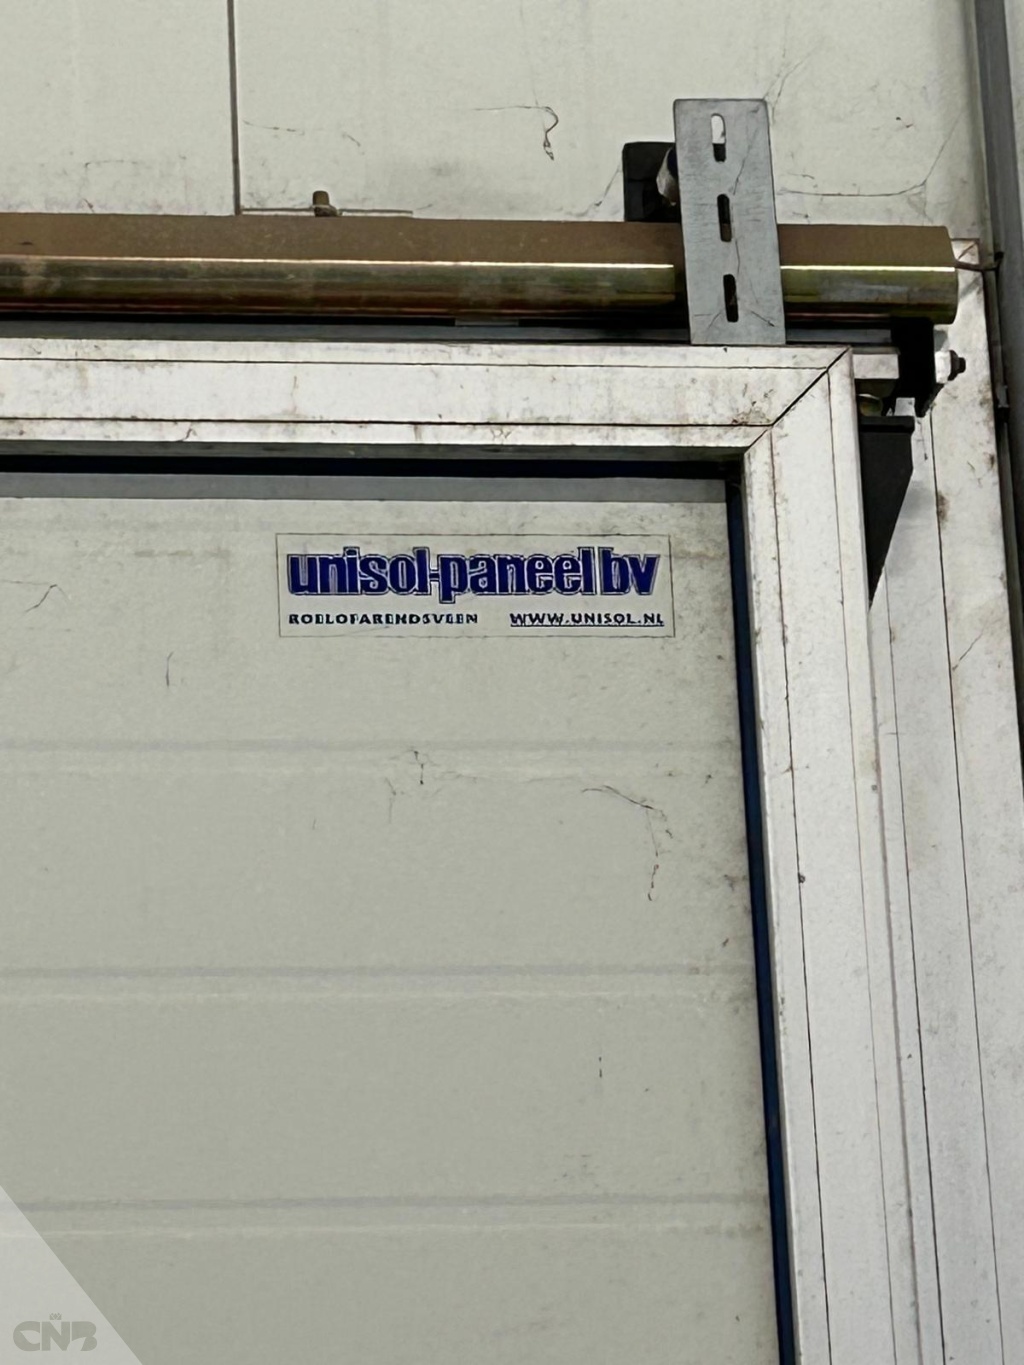 unisol-paneel bv
ROELOFARENDSVEEN WWW.UNISOL.NL
CNB